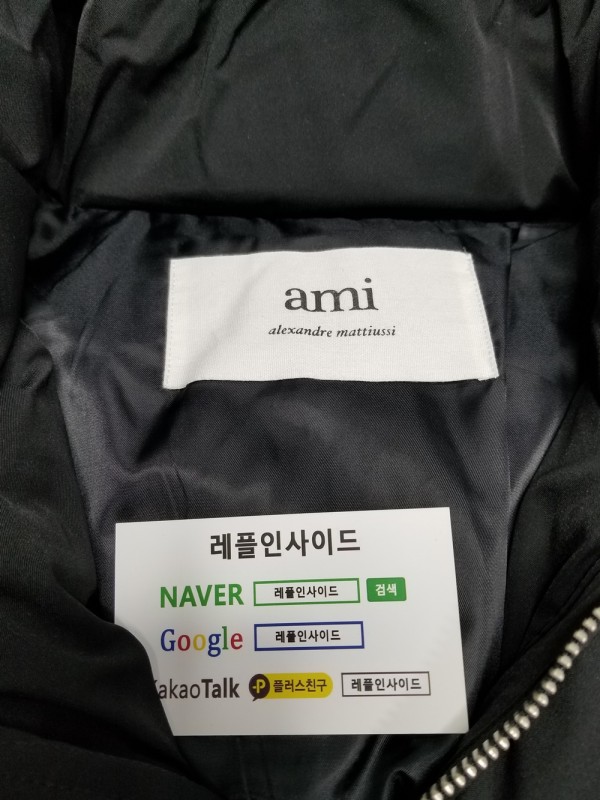 ami
alexandre mattiussi
레플인사이드
NAVER 레플인사이드 검색
Google 레플인사이드
akaoTalk P 플러스친구 레플인사이드